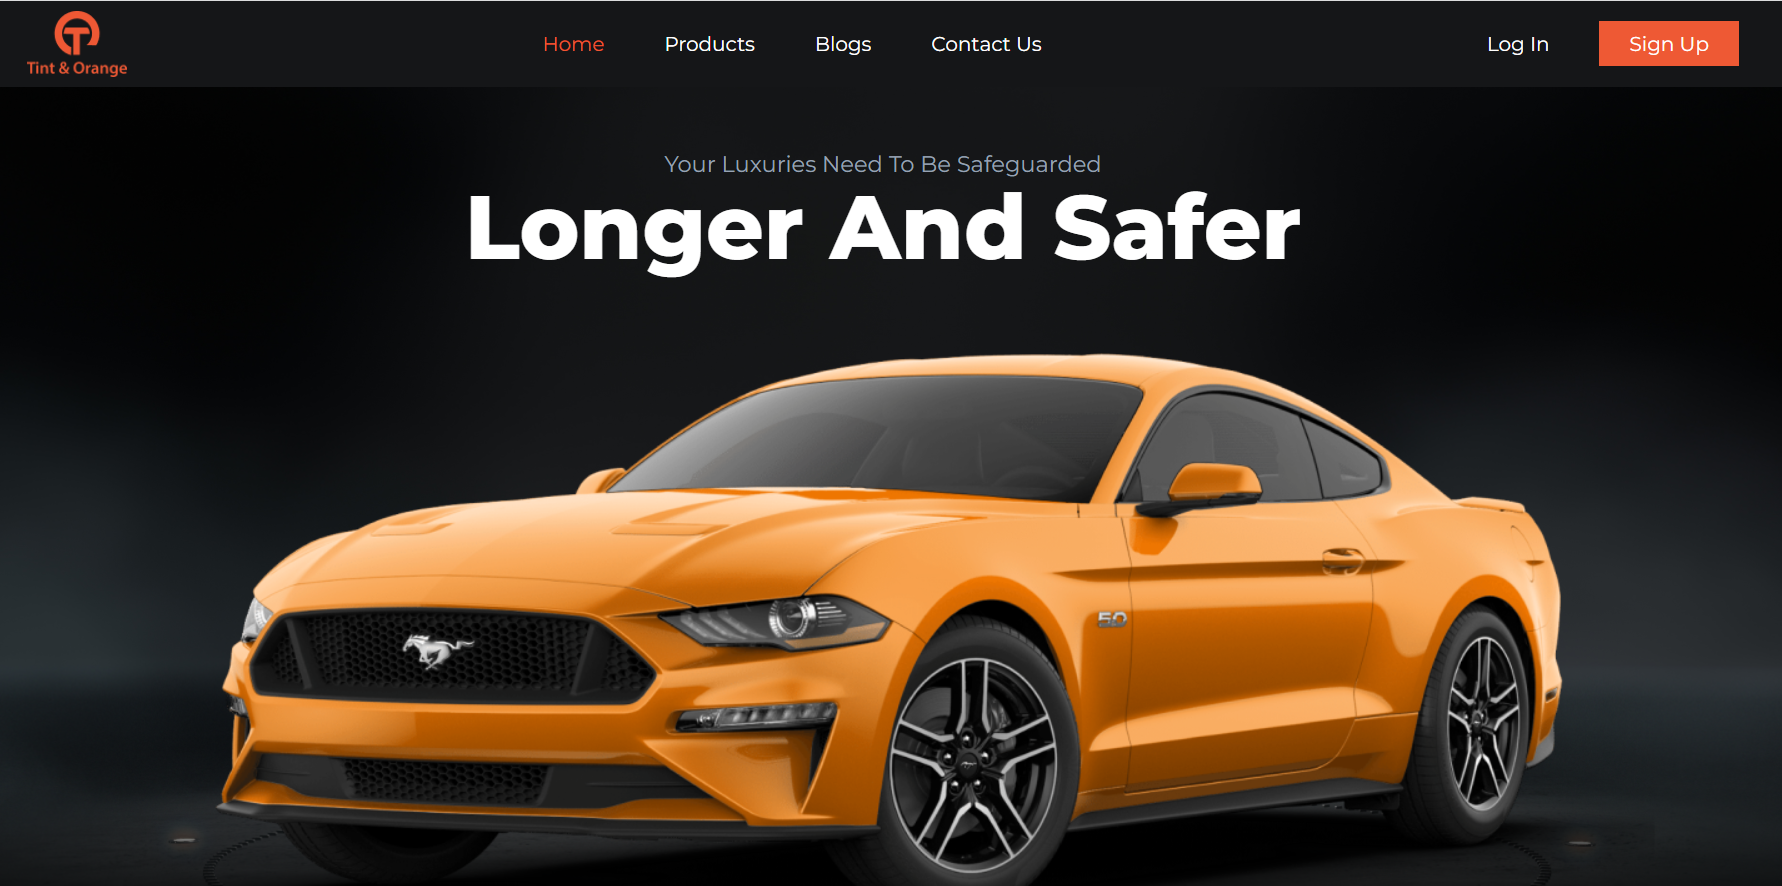 Tint & Orange
Home
Products
Blogs
Contact Us
Log In
Sign Up
Your Luxuries Need To Be Safeguarded
Longer And Safer
5.0